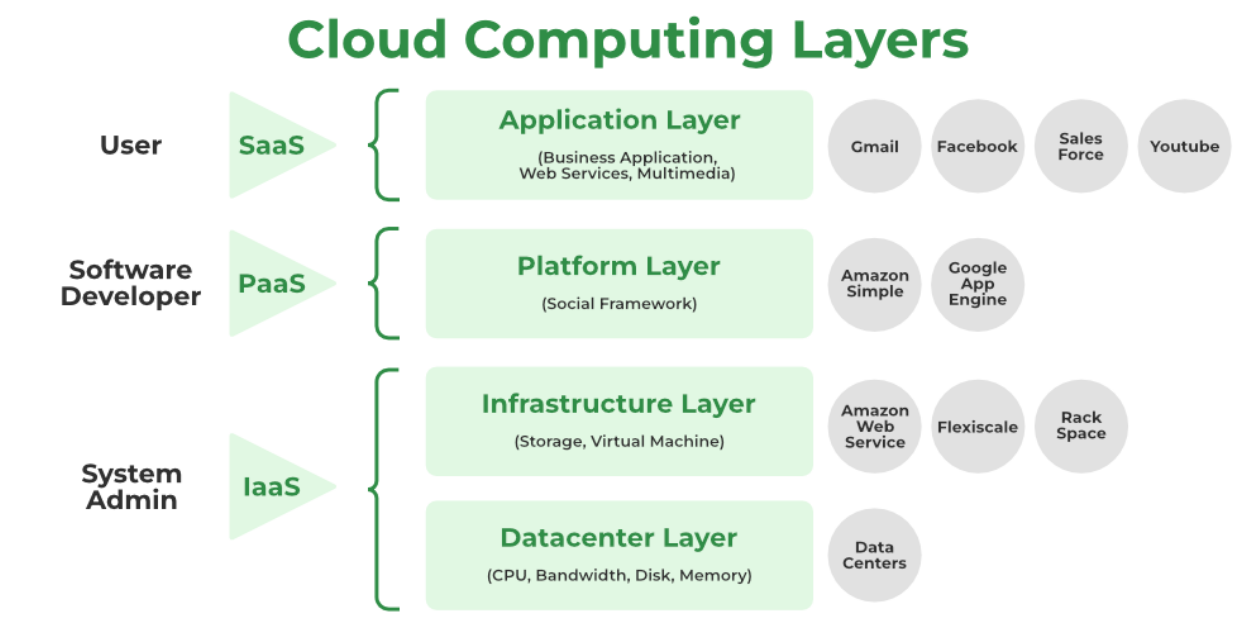 Cloud Computing Layers
User
SaaS
Application Layer
(Business Application,
Web Services, Multimedia)
Gmail
Facebook
Sales
Force
Youtube
Software
Developer
PaaS
Platform Layer
(Social Framework)
Amazon
Simple
Google
App
Engine
System
Admin
IaaS
Infrastructure Layer
(Storage, Virtual Machine)
Amazon
Web
Service
Flexiscale
Rack
Space
Datacenter Layer
(CPU, Bandwidth, Disk, Memory)
Data
Centers